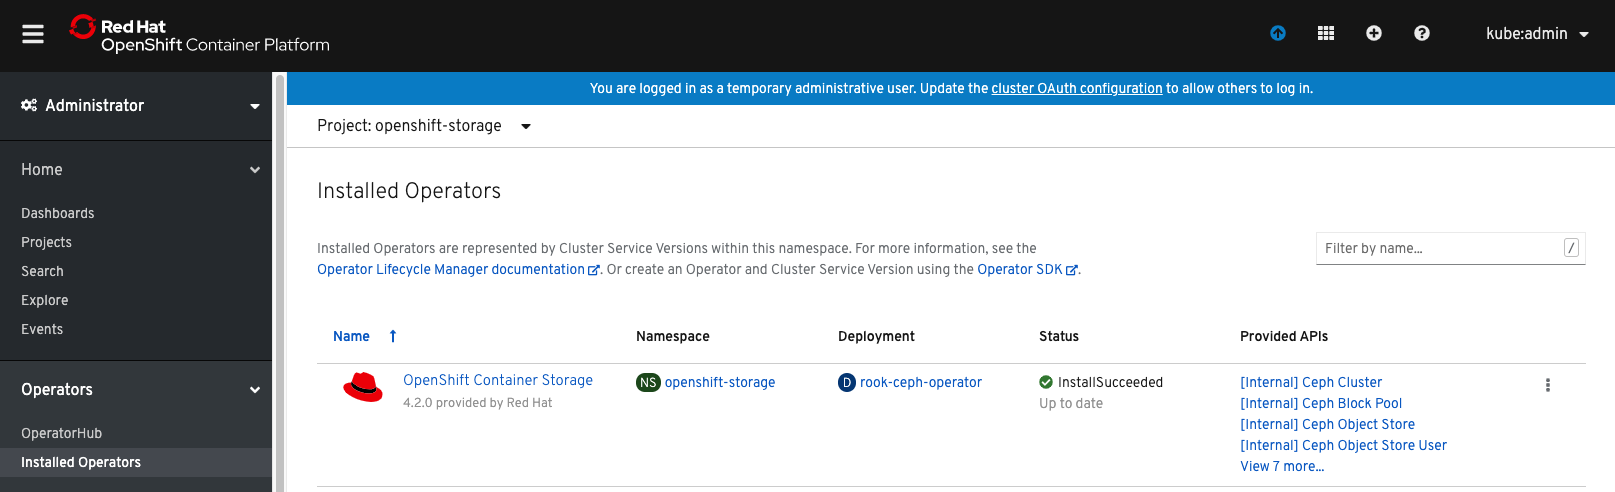 Red Hat
OpenShift Container Platform
kube:admin
Administrator
You are logged in as a temporary administrative user. Update the cluster OAuth configuration to allow others to log in.
Project: openshift-storage
Home
Dashboards
Projects
Search
Explore
Events
Operators
OperatorHub
Installed Operators
Installed Operators
Installed Operators are represented by Cluster Service Versions within this namespace. For more information, see the
Operator Lifecycle Manager documentation. Or create an Operator and Cluster Service Version using the Operator SDK.
Filter by name... /
Name Namespace Deployment Status Provided APIs
OpenShift Container Storage
4.2.0 provided by Red Hat
NS openshift-storage
D rook-ceph-operator
InstallSucceeded
Up to date
[Internal] Ceph Cluster
[Internal] Ceph Block Pool
[Internal] Ceph Object Store
[Internal] Ceph Object Store User
View 7 more...